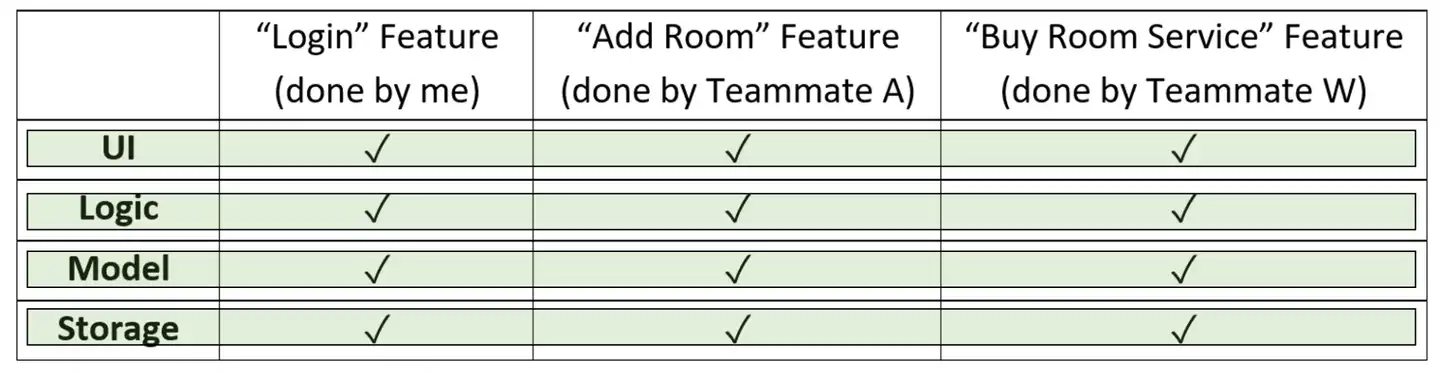 “Login” Feature
(done by me)
“Add Room” Feature
(done by Teammate A)
“Buy Room Service” Feature
(done by Teammate W)
UI ✓ ✓ ✓
Logic ✓ ✓ ✓
Model ✓ ✓ ✓
Storage ✓ ✓ ✓